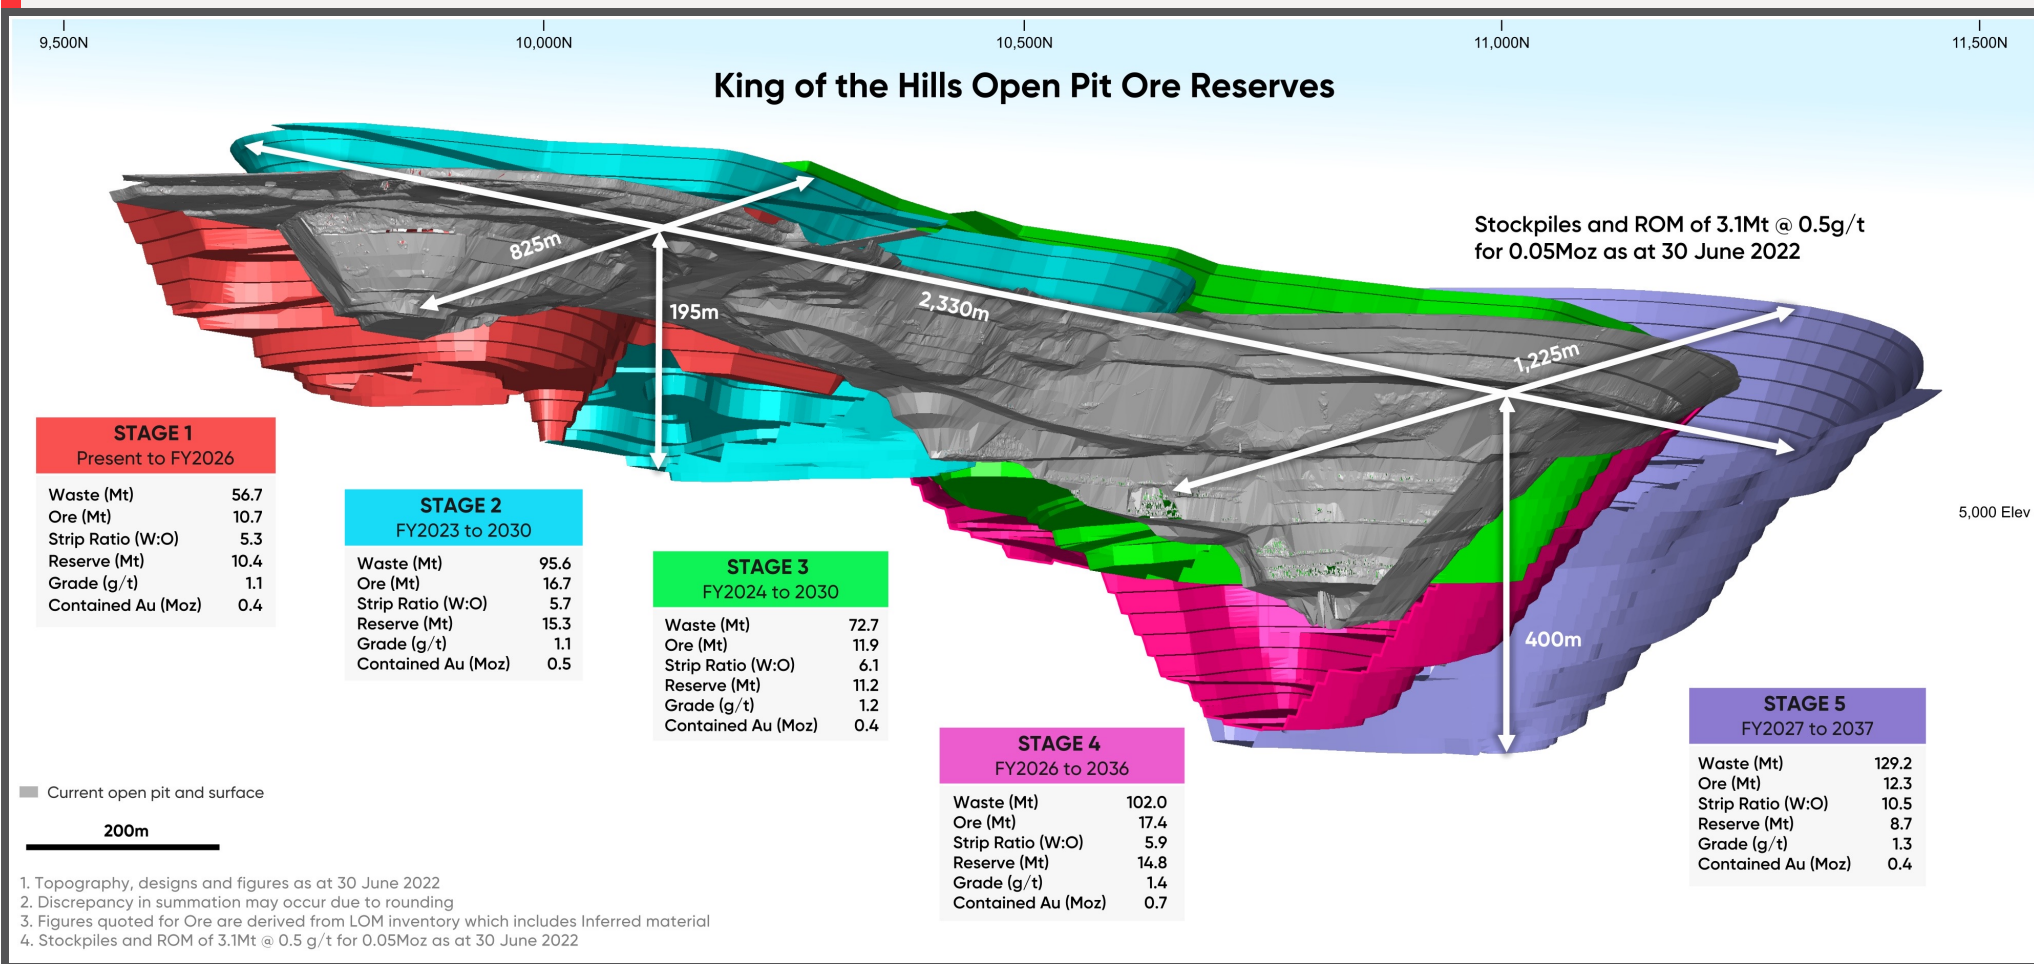 9,500N 10,000N 10,500N 11,000N 11,500N
King of the Hills Open Pit Ore Reserves
Stockpiles and ROM of 3.1Mt @ 0.5g/t
for 0.05Moz as at 30 June 2022
825m
195m
2,330m
1,225m
400m
5,000 Elev
STAGE 1
Present to FY2026
Waste (Mt) 56.7
Ore (Mt) 10.7
Strip Ratio (W:O) 5.3
Reserve (Mt) 10.4
Grade (g/t) 1.1
Contained Au (Moz) 0.4
STAGE 2
FY2023 to 2030
Waste (Mt) 95.6
Ore (Mt) 16.7
Strip Ratio (W:O) 5.7
Reserve (Mt) 15.3
Grade (g/t) 1.1
Contained Au (Moz) 0.5
STAGE 3
FY2024 to 2030
Waste (Mt) 72.7
Ore (Mt) 11.9
Strip Ratio (W:O) 6.1
Reserve (Mt) 11.2
Grade (g/t) 1.2
Contained Au (Moz) 0.4
STAGE 4
FY2026 to 2036
Waste (Mt) 102.0
Ore (Mt) 17.4
Strip Ratio (W:O) 5.9
Reserve (Mt) 14.8
Grade (g/t) 1.4
Contained Au (Moz) 0.7
STAGE 5
FY2027 to 2037
Waste (Mt) 129.2
Ore (Mt) 12.3
Strip Ratio (W:O) 10.5
Reserve (Mt) 8.7
Grade (g/t) 1.3
Contained Au (Moz) 0.4
Current open pit and surface
200m
1. Topography, designs and figures as at 30 June 2022
2. Discrepancy in summation may occur due to rounding
3. Figures quoted for Ore are derived from LOM inventory which includes Inferred material
4. Stockpiles and ROM of 3.1Mt @ 0.5 g/t for 0.05Moz as at 30 June 2022